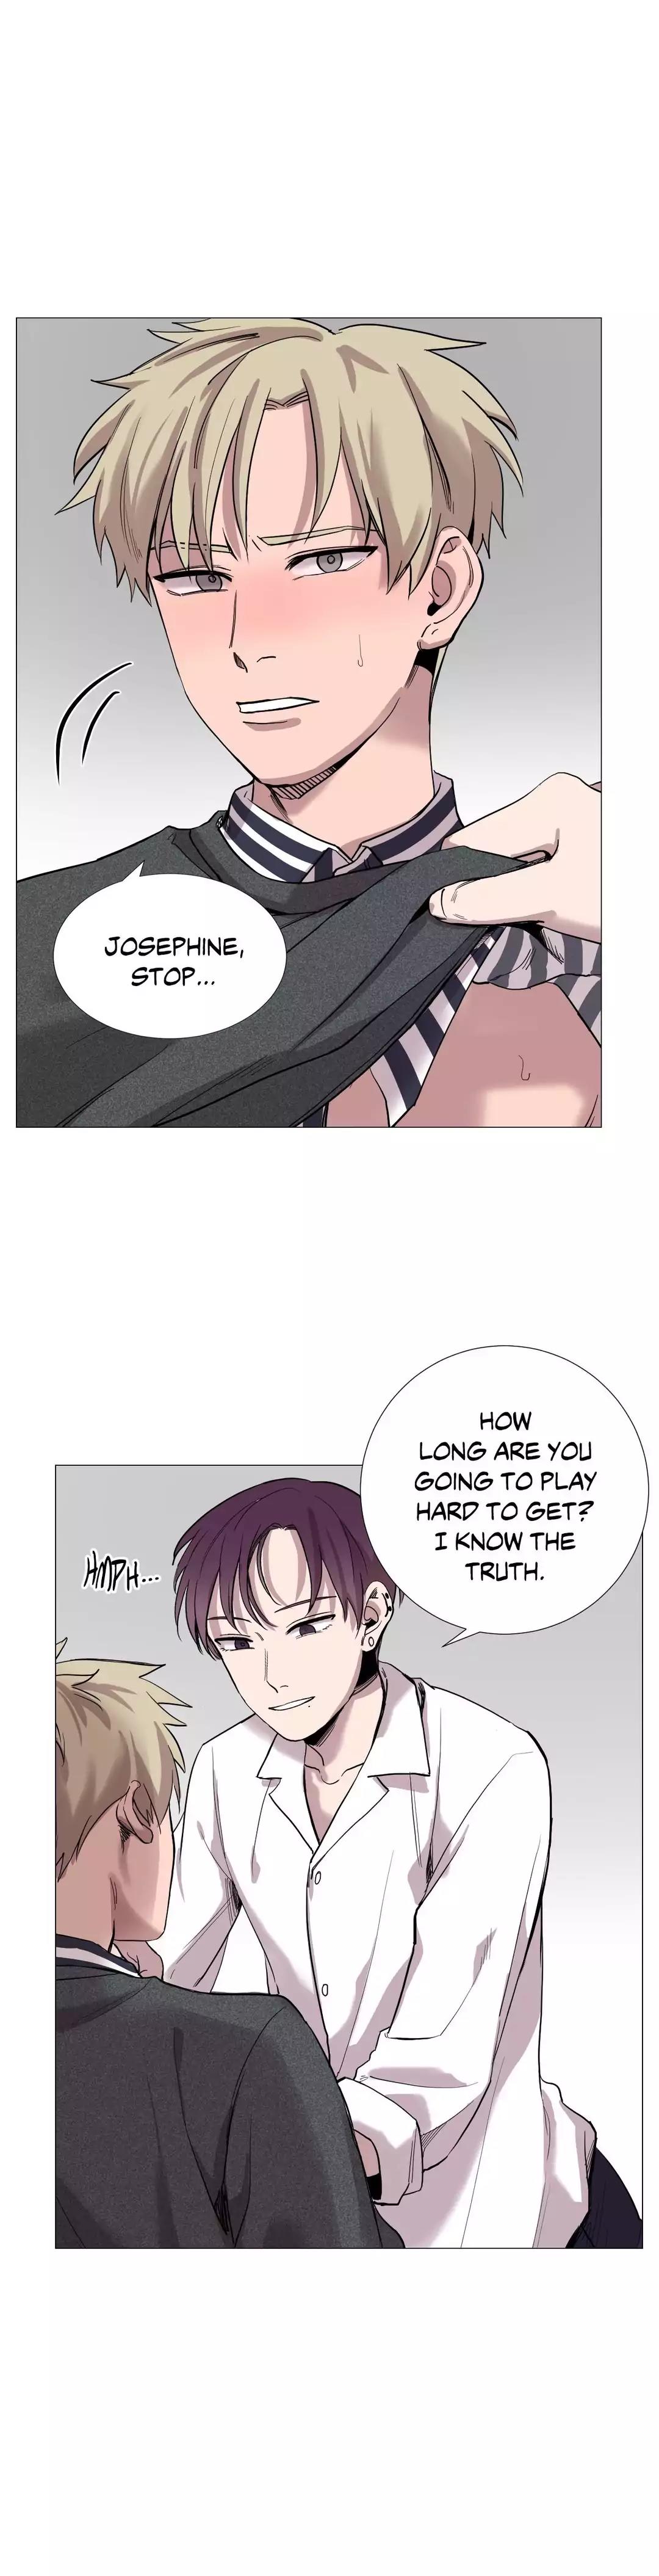 JOSEPHINE,
STOP...
HOW
LONG ARE YOU
GOING TO PLAY
HARD TO GET?
I KNOW THE
TRUTH.
HMPH...